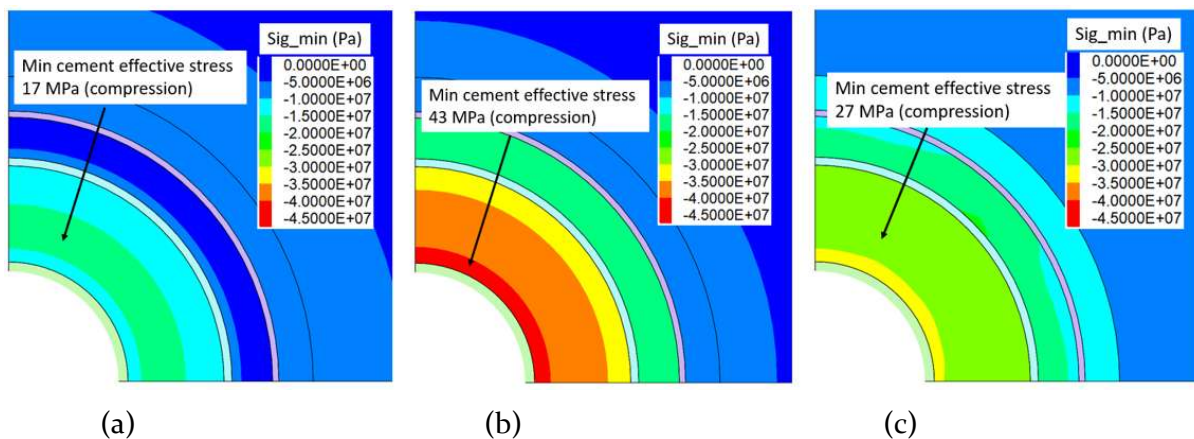 Sig_min (Pa)
Min cement effective stress
17 MPa (compression)
0.0000E+00
-5.0000E+06
-1.0000E+07
-1.5000E+07
-2.0000E+07
-2.5000E+07
-3.0000E+07
-3.5000E+07
-4.0000E+07
-4.5000E+07
(a)
Sig_min (Pa)
Min cement effective stress
43 MPa (compression)
0.0000E+00
-5.0000E+06
-1.0000E+07
-1.5000E+07
-2.0000E+07
-2.5000E+07
-3.0000E+07
-3.5000E+07
-4.0000E+07
-4.5000E+07
(b)
Sig_min (Pa)
Min cement effective stress
27 MPa (compression)
0.0000E+00
-5.0000E+06
-1.0000E+07
-1.5000E+07
-2.0000E+07
-2.5000E+07
-3.0000E+07
-3.5000E+07
-4.0000E+07
-4.5000E+07
(c)